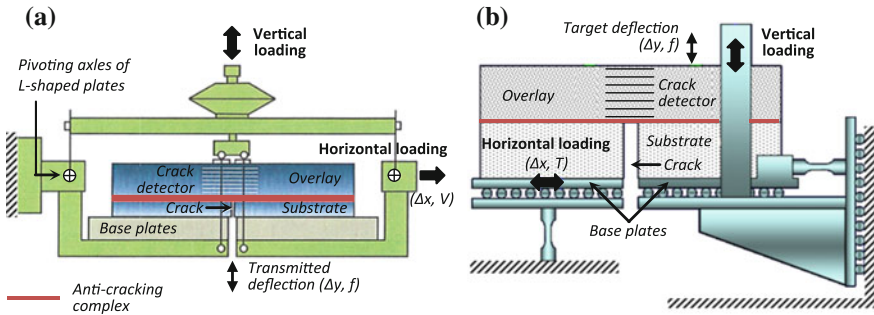 (a)
Vertical
loading
Pivoting axles of
L-shaped plates
Horizontal loading
(Δx, V)
Crack
detector
Overlay
Crack
Substrate
Base plates
Transmitted
deflection (Δy, f)
Anti-cracking
complex
(b)
Target deflection
(Δy, f)
Vertical
loading
Overlay
Crack
detector
Horizontal loading
(Δx, T)
Substrate
Crack
Base plates